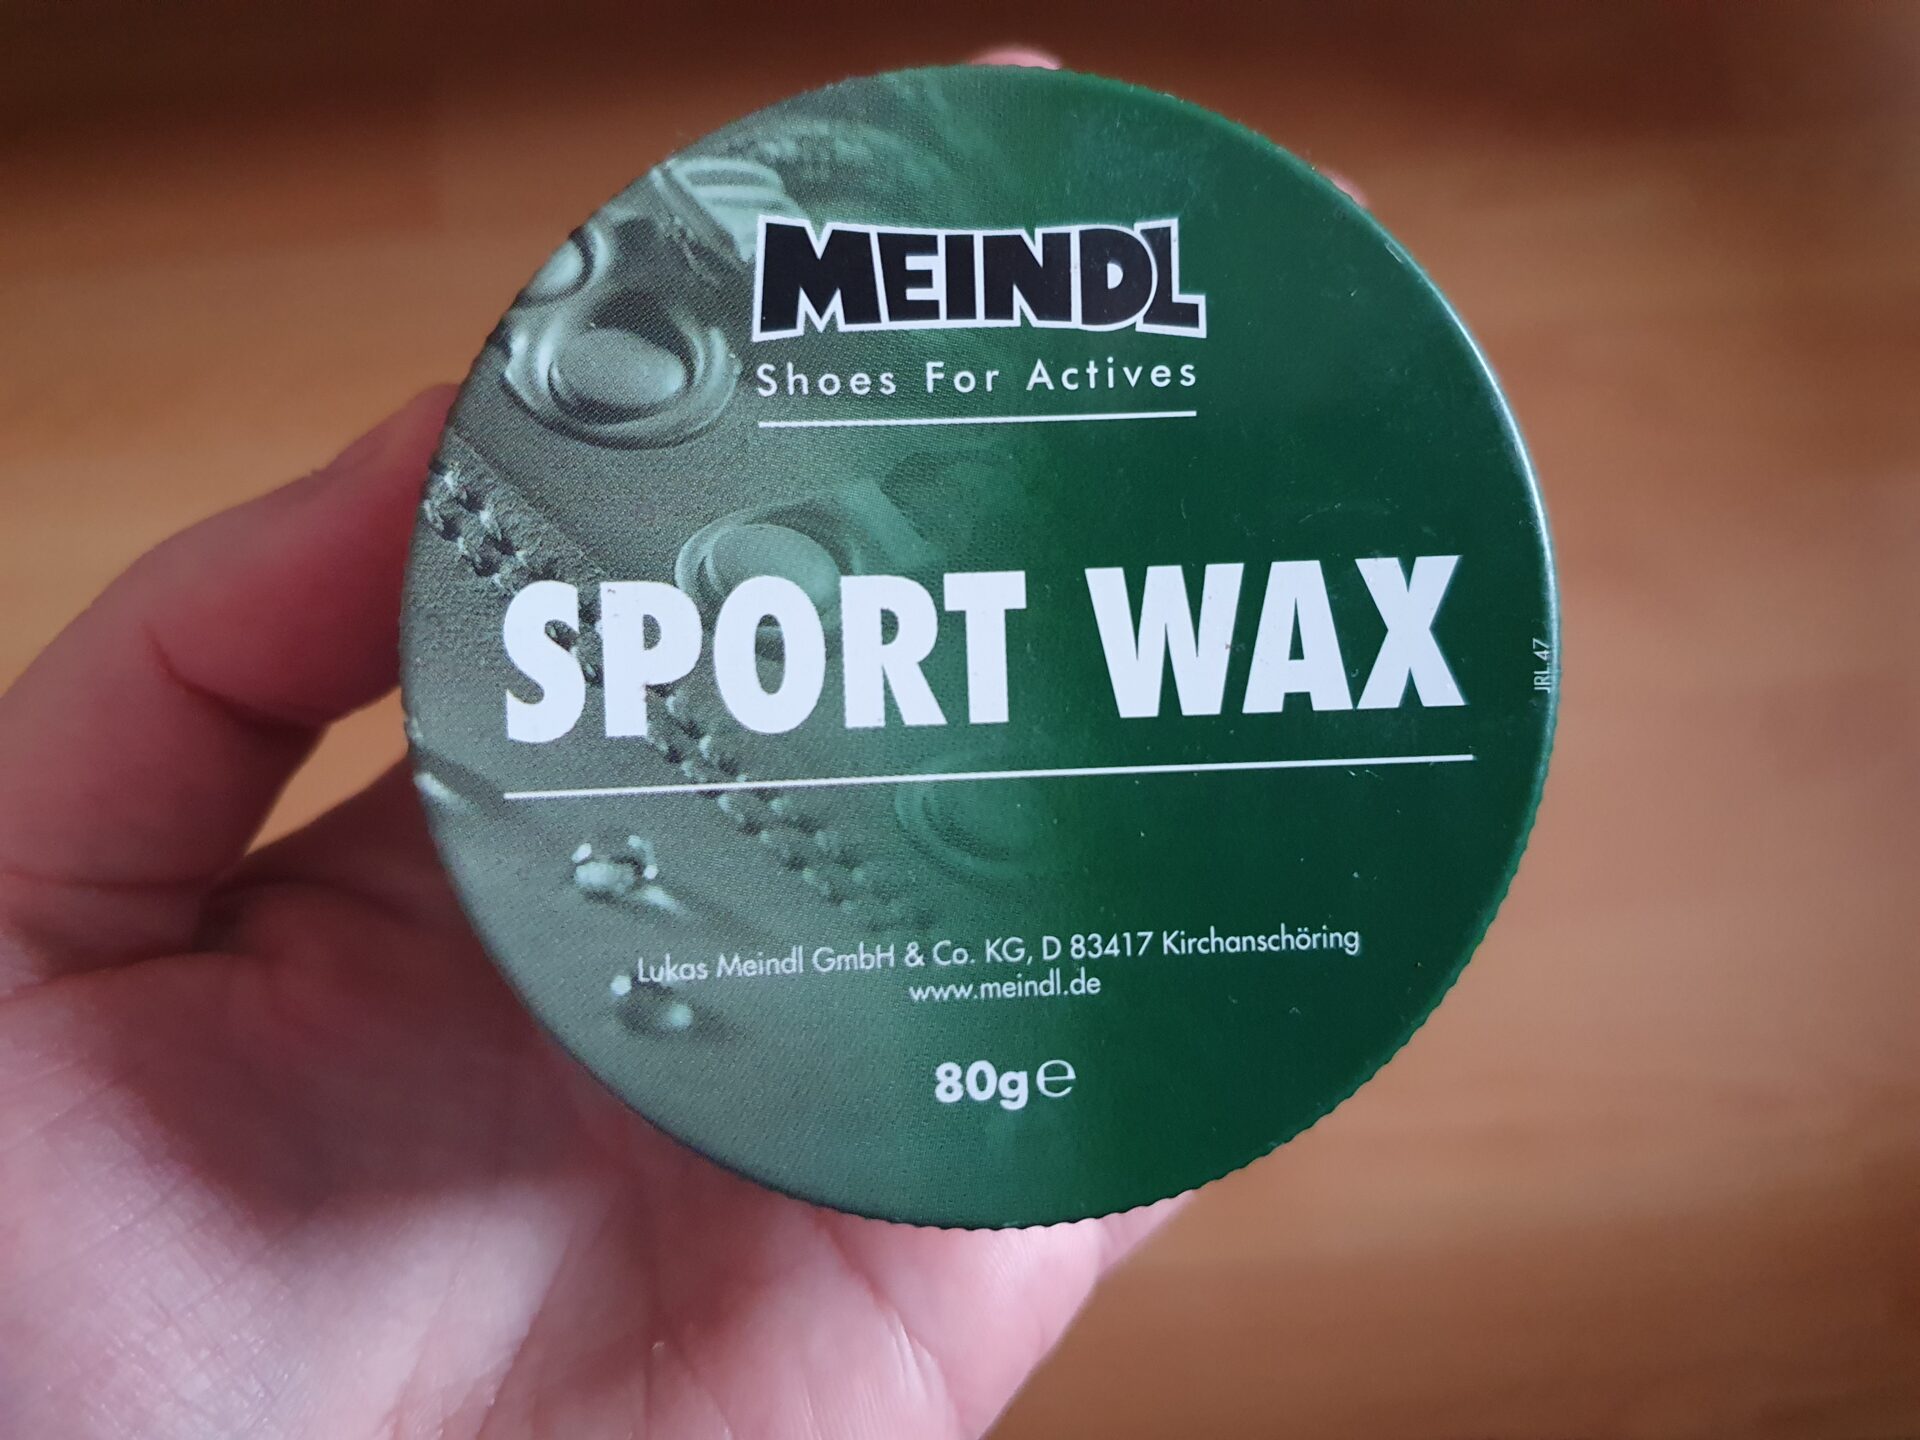 MEINDL
Shoes For Actives
SPORT WAX
JRL 47
Lukas Meindl GmbH & Co. KG, D 83417 Kirchanschöring
www.meindl.de
80g ℮